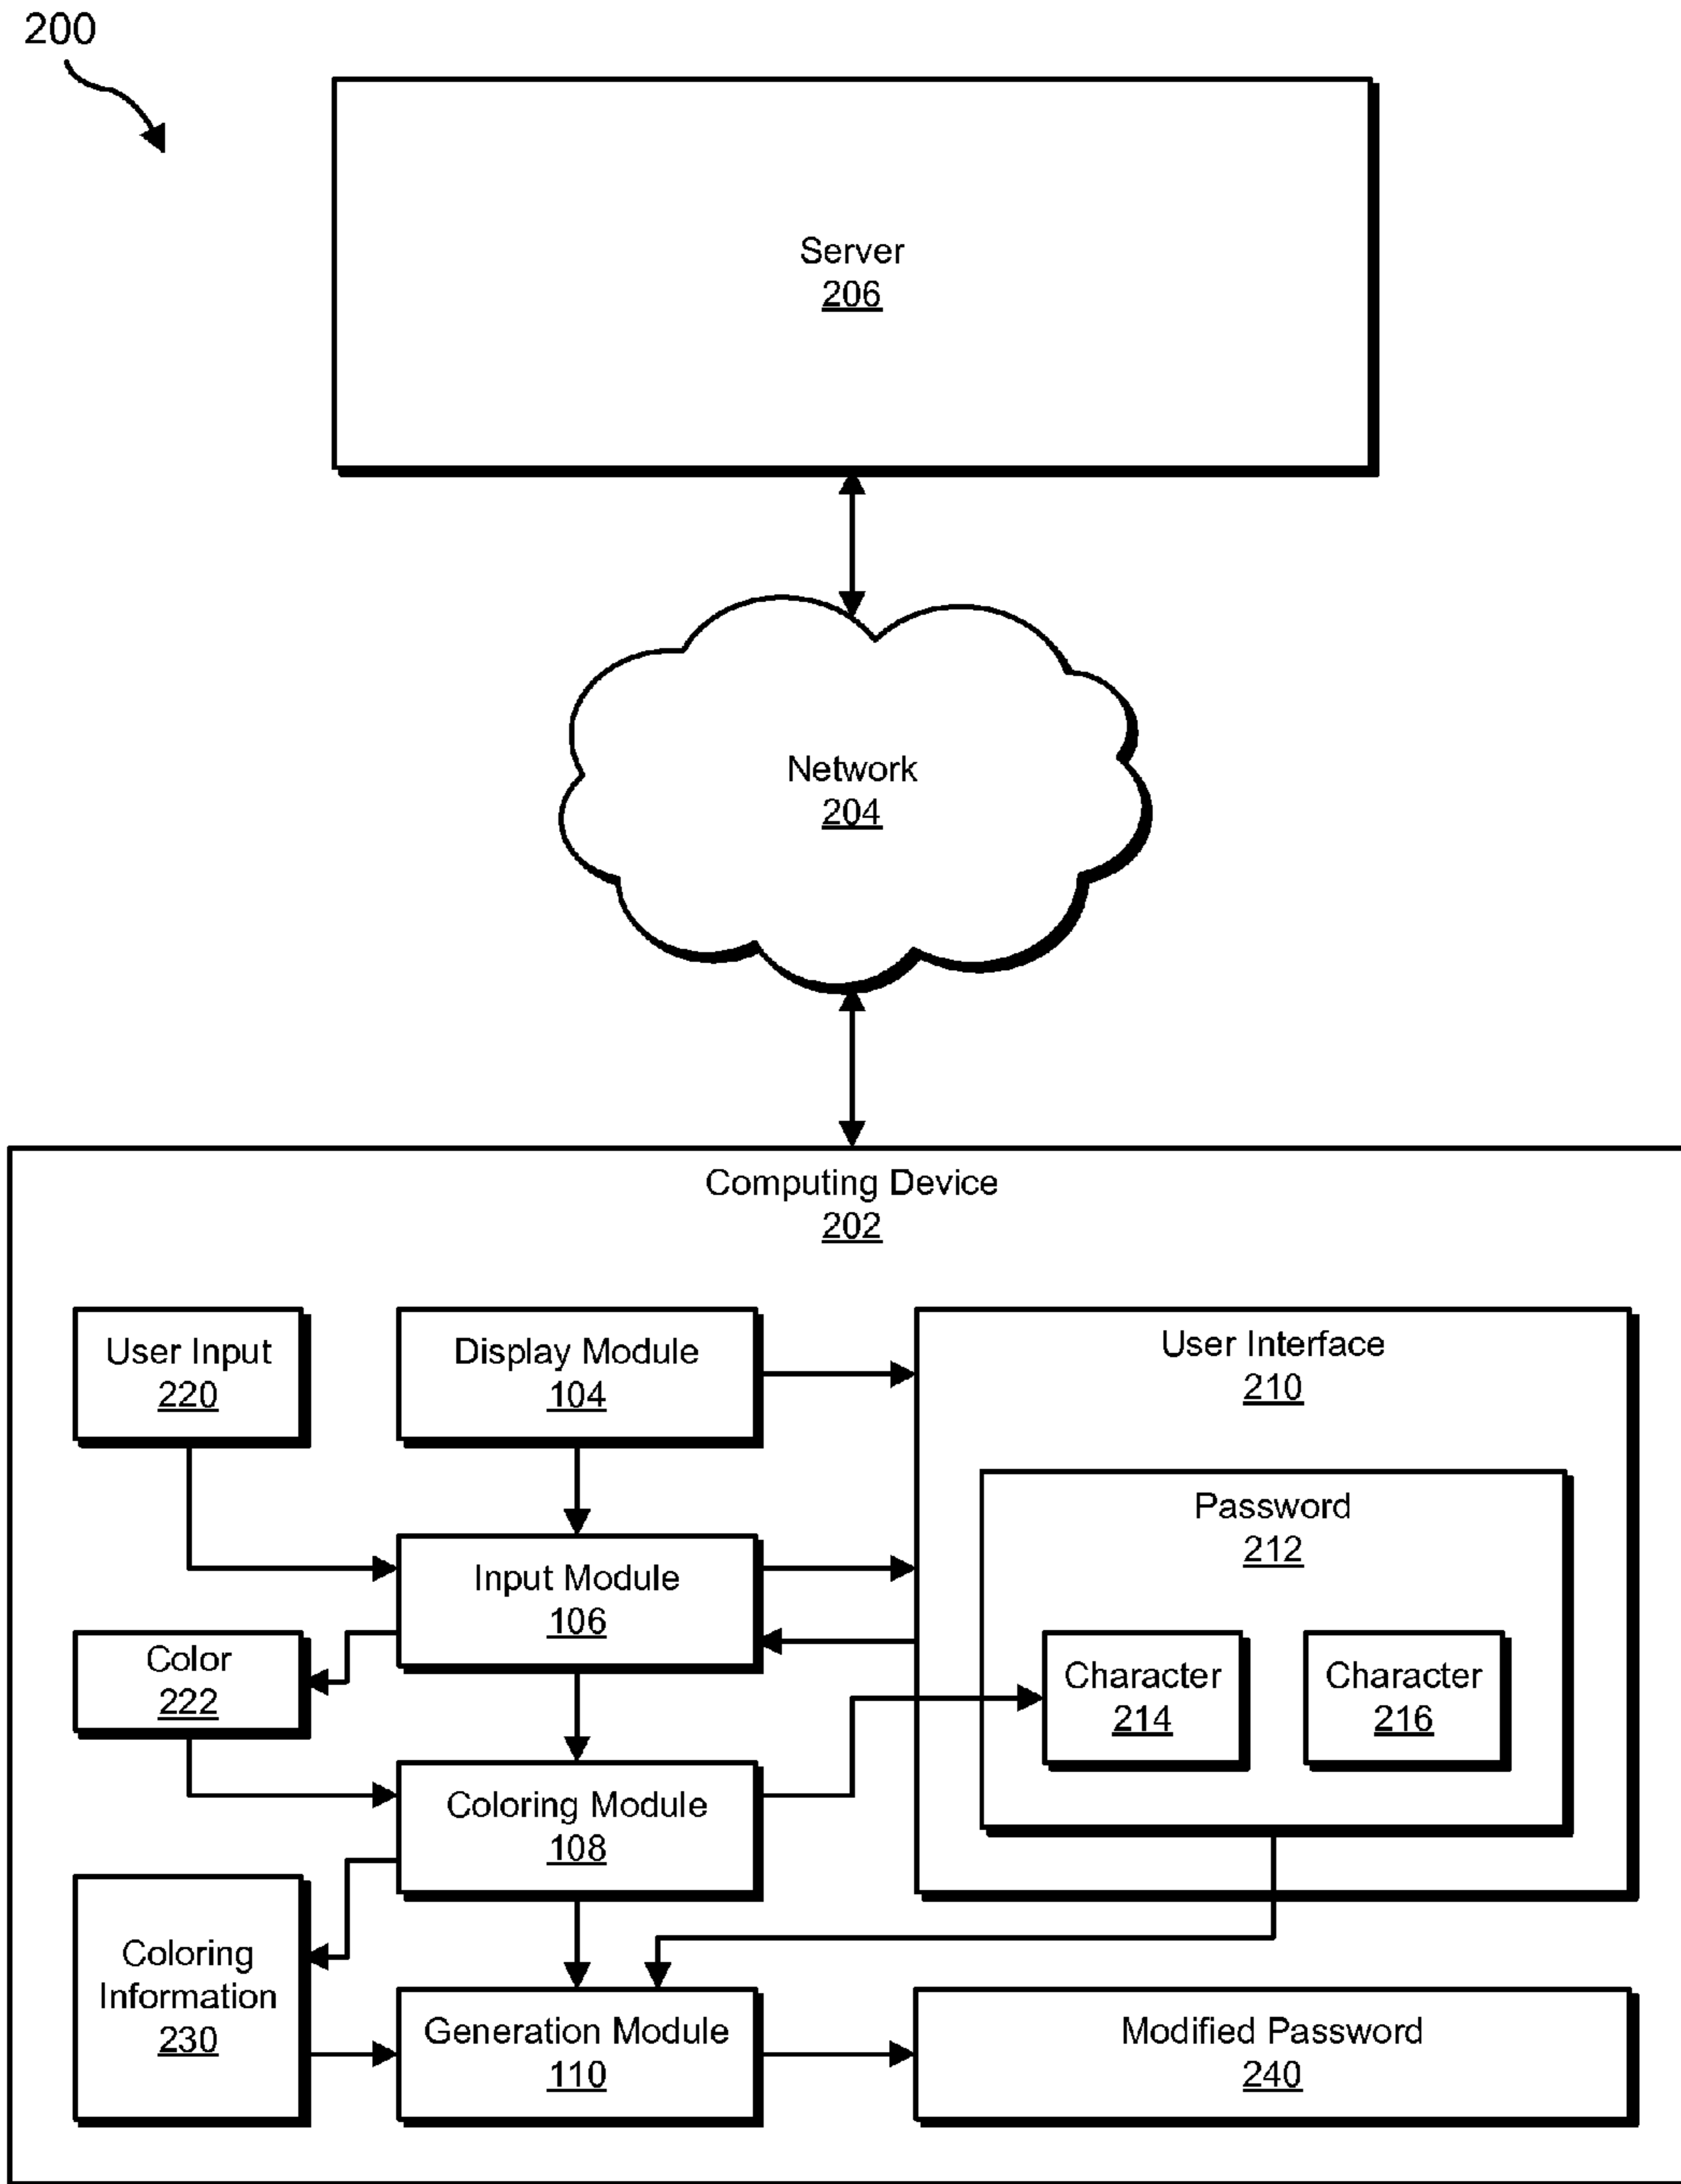 200
Server
206
Network
204
Computing Device
202
User Input
220
Display Module
104
User Interface
210
Password
212
Input Module
106
Color
222
Character
214
Character
216
Coloring Module
108
Coloring
Information
230
Generation Module
110
Modified Password
240